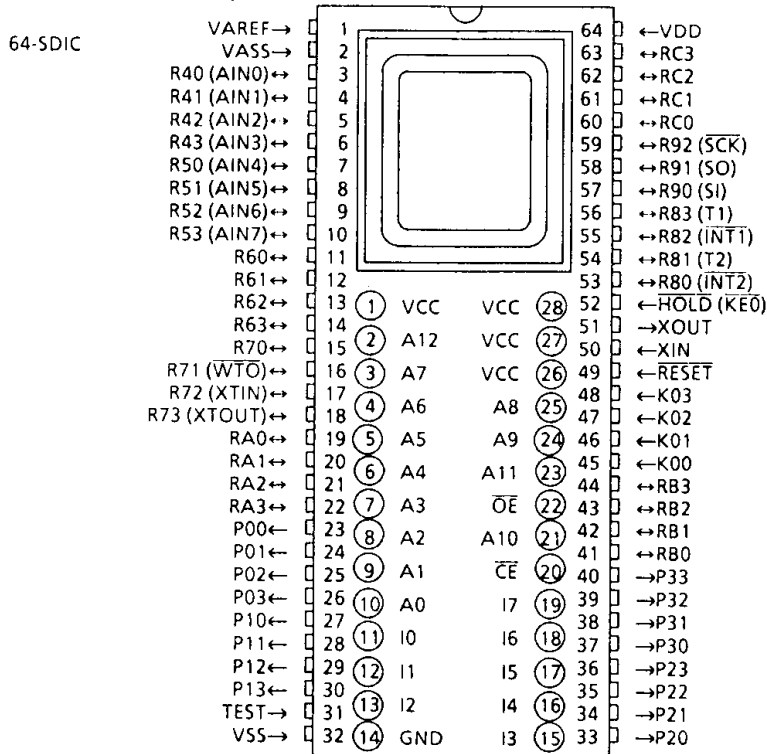 64-SDIC
VAREF→ 1 64 ←VDD
VASS→ 2 63 ↔RC3
R40 (AIN0)↔ 3 62 ↔RC2
R41 (AIN1)↔ 4 61 ↔RC1
R42 (AIN2)↔ 5 60 ↔RC0
R43 (AIN3)↔ 6 59 ↔R92 (S̅C̅K̅)
R50 (AIN4)↔ 7 58 ↔R91 (SO)
R51 (AIN5)↔ 8 57 ↔R90 (SI)
R52 (AIN6)↔ 9 56 ↔R83 (T1)
R53 (AIN7)↔ 10 55 ↔R82 (I̅N̅T̅1̅)
R60↔ 11 54 ↔R81 (T2)
R61↔ 12 53 ↔R80 (I̅N̅T̅2̅)
R62↔ 13 ① VCC VCC ㉘ 52 ←H̅O̅L̅D̅ (K̅E̅0̅)
R63↔ 14 51 →XOUT
R70↔ 15 ② A12 VCC ㉗ 50 ←XIN
R71 (W̅T̅O̅)↔ 16 ③ A7 VCC ㉖ 49 ←R̅E̅S̅E̅T̅
R72 (XTIN)↔ 17 48 ←K03
R73 (XTOUT)↔ 18 ④ A6 A8 ㉕ 47 ←K02
RA0↔ 19 ⑤ A5 A9 ㉔ 46 ←K01
RA1↔ 20 ⑥ A4 A11 ㉓ 45 ←K00
RA2↔ 21 44 ↔RB3
RA3↔ 22 ⑦ A3 O̅E̅ ㉒ 43 ↔RB2
P00← 23 ⑧ A2 A10 ㉑ 42 ↔RB1
P01← 24 41 ↔RB0
P02← 25 ⑨ A1 C̅E̅ ⑳ 40 →P33
P03← 26 ⑩ A0 I7 ⑲ 39 →P32
P10← 27 38 →P31
P11← 28 ⑪ I0 I6 ⑱ 37 →P30
P12← 29 ⑫ I1 I5 ⑰ 36 →P23
P13← 30 35 →P22
TEST→ 31 ⑬ I2 I4 ⑯ 34 →P21
VSS→ 32 ⑭ GND I3 ⑮ 33 →P20